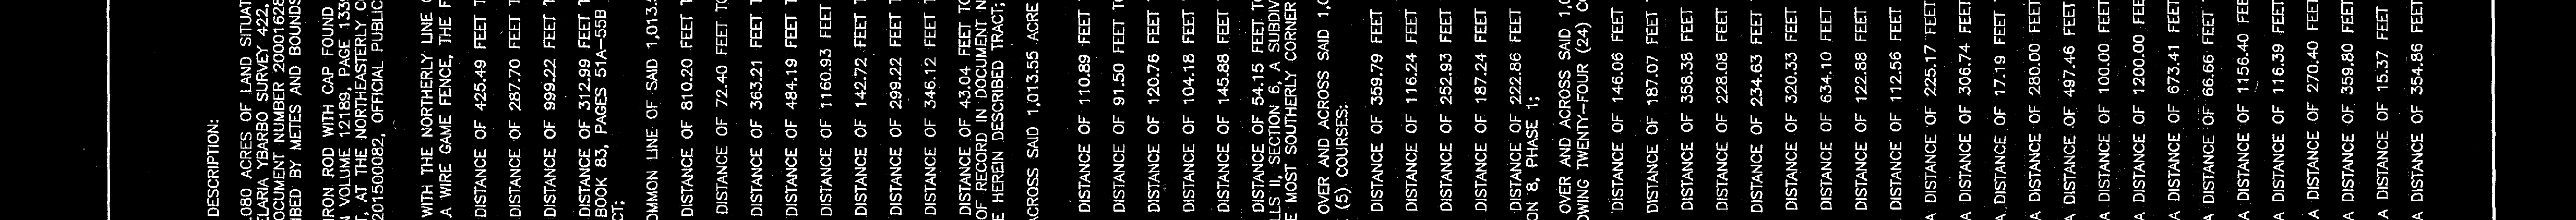 DESCRIPTION:
.080 ACRES OF LAND SITUAT
ELARIA YBARBO SURVEY 422,
OCUMENT NUMBER 200001628
BED BY METES AND BOUNDS
IRON ROD WITH CAP FOUND
N VOLUME 12189, PAGE 1339
T, AT THE NORTHEASTERLY CO
2011500082, OFFICIAL PUBLIC
WITH THE NORTHERLY LINE
A WIRE GAME FENCE, THE F
DISTANCE OF 425.49 FEET T
DISTANCE OF 287.70 FEET T
DISTANCE OF 999.22 FEET T
DISTANCE OF 312.99 FEET T
BOOK 83, PAGES 51A-55B
CT;
OMMON LINE OF SAID 1,013.5
DISTANCE OF 810.20 FEET T
DISTANCE OF 72.40 FEET TO
DISTANCE OF 363.21 FEET T
DISTANCE OF 484.19 FEET T
DISTANCE OF 1160.93 FEET
DISTANCE OF 142.72 FEET T
DISTANCE OF 299.22 FEET T
DISTANCE OF 346.12 FEET T
DISTANCE OF 43.04 FEET TO
OF RECORD IN DOCUMENT N
E HEREIN DESCRIBED TRACT;
ACROSS SAID 1,013.55 ACRE
DISTANCE OF 110.89 FEET
DISTANCE OF 91.50 FEET TO
DISTANCE OF 120.76 FEET
DISTANCE OF 104.18 FEET
DISTANCE OF 145.88 FEET
DISTANCE OF 54.15 FEET TO
LLS II, SECTION 6, A SUBDIV
E MOST SOUTHERLY CORNER
OVER AND ACROSS SAID 1,0
(5) COURSES:
DISTANCE OF 359.79 FEET
DISTANCE OF 116.24 FEET
DISTANCE OF 252.93 FEET
DISTANCE OF 187.24 FEET
DISTANCE OF 222.86 FEET
ON 8, PHASE 1;
OVER AND ACROSS SAID 1,0
OWING TWENTY-FOUR (24) CO
DISTANCE OF 146.06 FEET
DISTANCE OF 187.07 FEET
DISTANCE OF 358.38 FEET
DISTANCE OF 228.08 FEET
DISTANCE OF 234.63 FEET
DISTANCE OF 320.33 FEET
DISTANCE OF 634.10 FEET
DISTANCE OF 122.88 FEET
DISTANCE OF 112.56 FEET
A DISTANCE OF 225.17 FEET
A DISTANCE OF 306.74 FEET
A DISTANCE OF 17.19 FEET
A DISTANCE OF 280.00 FEET
A DISTANCE OF 487.46 FEET
A DISTANCE OF 100.00 FEET
A DISTANCE OF 1200.00 FEE
A DISTANCE OF 673.41 FEET
A DISTANCE OF 66.66 FEET
A DISTANCE OF 1156.40 FEE
A DISTANCE OF 116.39 FEET
A DISTANCE OF 270.40 FEET
A DISTANCE OF 359.80 FEET
A DISTANCE OF 15.37 FEET
A DISTANCE OF 354.86 FEET